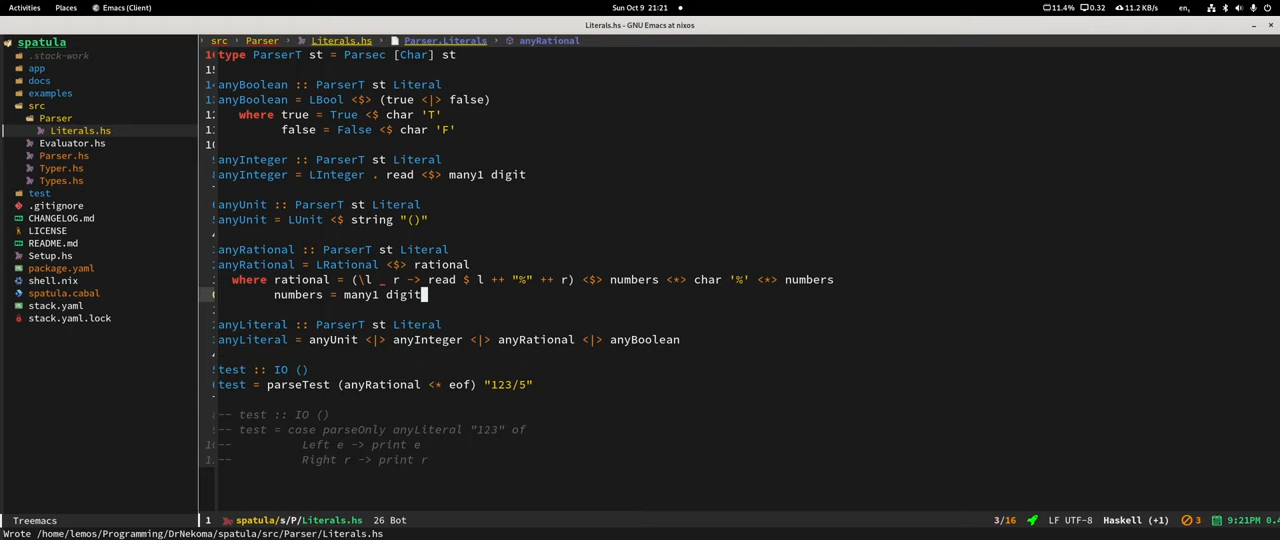 Activities Parser Emacs (Client) Sun Oct 9 21:21 11.4% 0.32 11.2 KB/s en
Literals.hs - GNU Emacs at nixos
spatula
.stack-work
app
docs
examples
src
Parser
Literals.hs
Evaluator.hs
Parser.hs
Typer.hs
Types.hs
test
.gitignore
CHANGELOG.md
LICENSE
README.md
Setup.hs
package.yaml
shell.nix
spatula.cabal
stack.yaml
stack.yaml.lock
src › Parser › Literals.hs › Parser.Literals › anyRational
type ParserT st = Parsec [Char] st
anyBoolean :: ParserT st Literal
anyBoolean = LBool <$> (true <|> false)
where true = True <$ char 'T'
false = False <$ char 'F'
anyInteger :: ParserT st Literal
anyInteger = LInteger . read <$> many1 digit
anyUnit :: ParserT st Literal
anyUnit = LUnit <$ string "()"
anyRational :: ParserT st Literal
anyRational = LRational <$> rational
where rational = (\l _ r -> read $ l ++ "%" ++ r) <$> numbers <*> char '%' <*> numbers
numbers = many1 digit
anyLiteral :: ParserT st Literal
anyLiteral = anyUnit <|> anyInteger <|> anyRational <|> anyBoolean
test :: IO ()
test = parseTest (anyRational <* eof) "123/5"
-- test :: IO ()
-- test = case parseOnly anyLiteral "123" of
-- Left e -> print e
-- Right r -> print r
Treemacs 1 spatula/s/P/Literals.hs 26 Bot 3/16 LF UTF-8 Haskell (+1) 3 9:21PM 0.4
Wrote /home/lemos/Programming/DrNekoma/spatula/src/Parser/Literals.hs